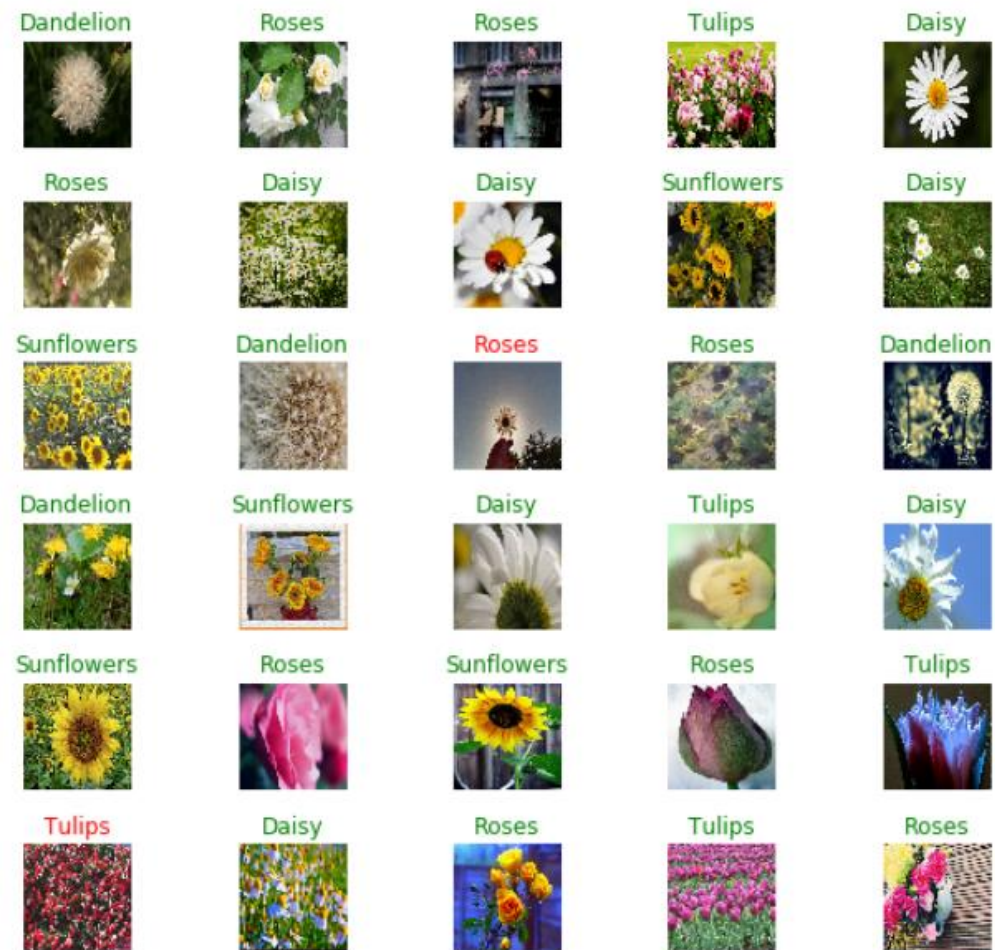 Dandelion Roses Roses Tulips Daisy
Roses Daisy Daisy Sunflowers Daisy
Sunflowers Dandelion Roses Roses Dandelion
Dandelion Sunflowers Daisy Tulips Daisy
Sunflowers Roses Sunflowers Roses Tulips
Tulips Daisy Roses Tulips Roses